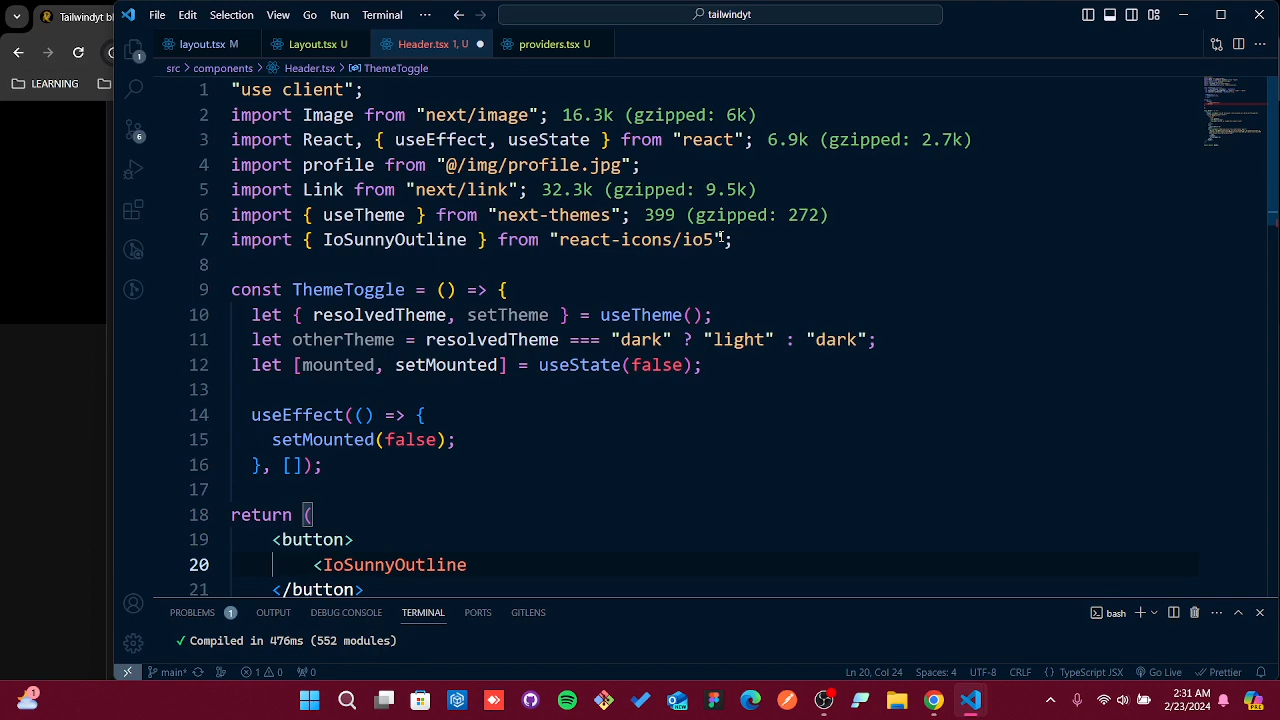 Tailwindyt b
File Edit Selection View Go Run Terminal ··· tailwindyt
LEARNING
layout.tsx M Layout.tsx U Header.tsx 1, U providers.tsx U
src > components > Header.tsx > ThemeToggle
1 "use client";
2 import Image from "next/image"; 16.3k (gzipped: 6k)
3 import React, { useEffect, useState } from "react"; 6.9k (gzipped: 2.7k)
4 import profile from "@/img/profile.jpg";
5 import Link from "next/link"; 32.3k (gzipped: 9.5k)
6 import { useTheme } from "next-themes"; 399 (gzipped: 272)
7 import { IoSunnyOutline } from "react-icons/io5";
8
9 const ThemeToggle = () => {
10 let { resolvedTheme, setTheme } = useTheme();
11 let otherTheme = resolvedTheme === "dark" ? "light" : "dark";
12 let [mounted, setMounted] = useState(false);
13
14 useEffect(() => {
15 setMounted(false);
16 }, []);
17
18 return (
19 <button>
20 <IoSunnyOutline
21 </button>
1
6
PROBLEMS 1 OUTPUT DEBUG CONSOLE TERMINAL PORTS GITLENS bash
✓ Compiled in 476ms (552 modules)
main* 1 0 0 Ln 20, Col 24 Spaces: 4 UTF-8 CRLF {} TypeScript JSX Go Live Prettier
1 NEW PRE 2:31 AM
2/23/2024